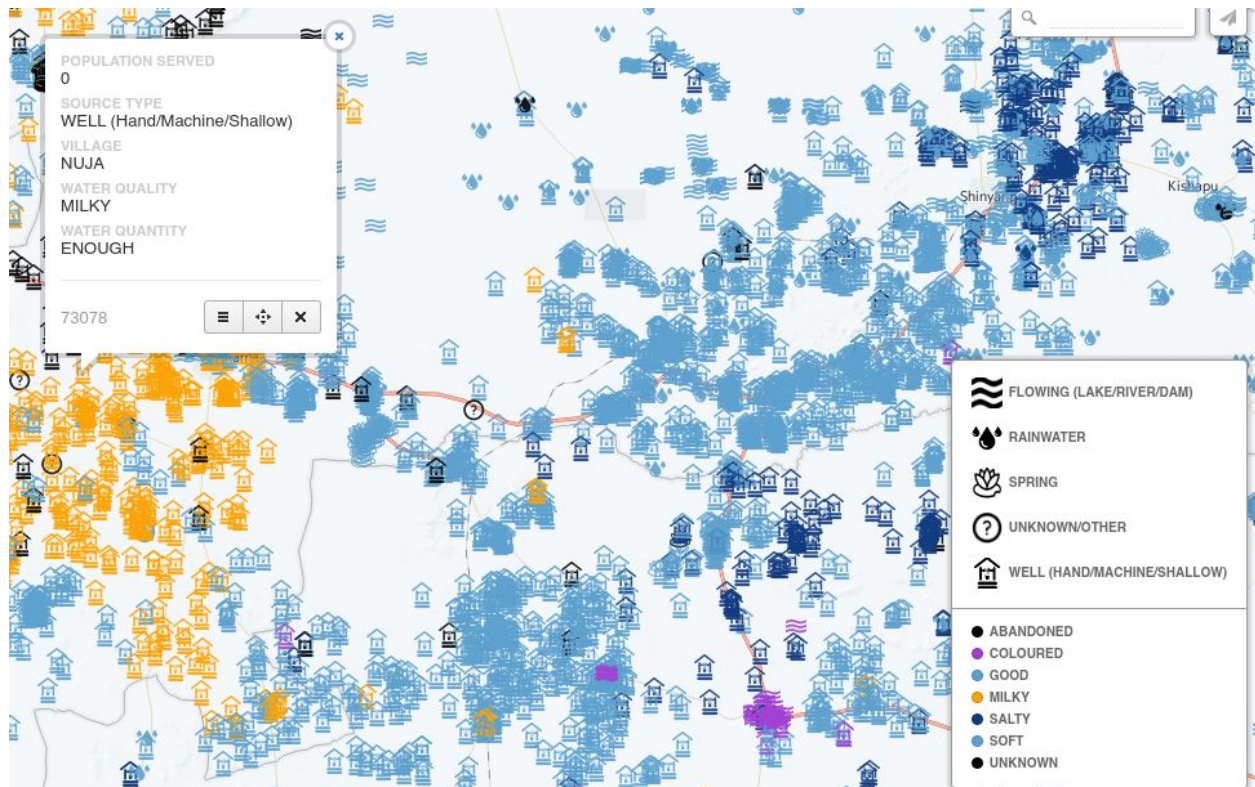 POPULATION SERVED
0
SOURCE TYPE
WELL (Hand/Machine/Shallow)
VILLAGE
NUJA
WATER QUALITY
MILKY
WATER QUANTITY
ENOUGH
73078
Kishapu
FLOWING (LAKE/RIVER/DAM)
RAINWATER
SPRING
? UNKNOWN/OTHER
WELL (HAND/MACHINE/SHALLOW)
ABANDONED
COLOURED
GOOD
MILKY
SALTY
SOFT
UNKNOWN